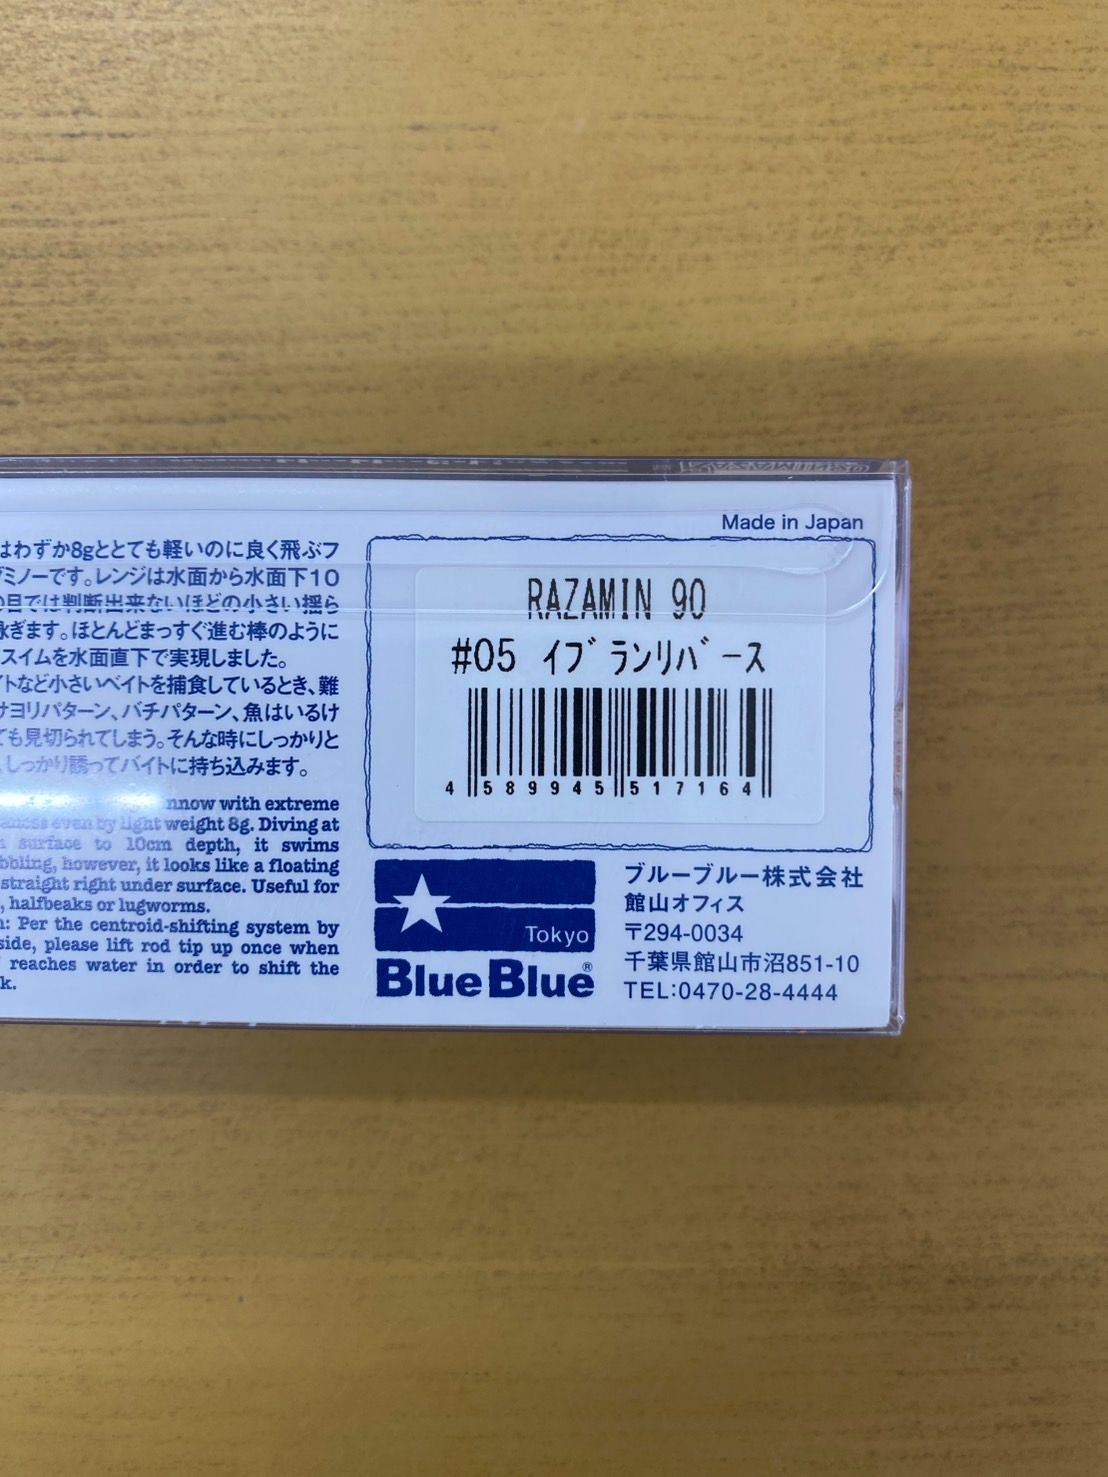 Made in Japan
はわずか8gととても軽いのに良く飛ぶフ
グミノーです。レンジは水面から水面下10
の目では判断出来ないほどの小さい揺ら
泳ぎます。ほとんどまっすぐ進む棒のように
スイムを水面直下で実現しました。
イトなど小さいベイトを捕食しているとき、難
サヨリパターン、バチパターン、魚はいるけ
ても見切られてしまう。そんな時にしっかりと
、しっかり誘ってバイトに持ち込みます。
nnow with extreme
even by light weight 8g. Diving at
surface to 10cm depth, it swims
bbling, however, it looks like a floating
straight right under surface. Useful for
, halfbeaks or lugworms.
n: Per the centroid-shifting system by
side, please lift rod tip up once when
reaches water in order to shift the
k.
RAZAMIN 90
#05 イブランリバース
4 589945 517164
Tokyo
BlueBlue®
ブルーブルー株式会社
館山オフィス
〒294-0034
千葉県館山市沼851-10
TEL:0470-28-4444